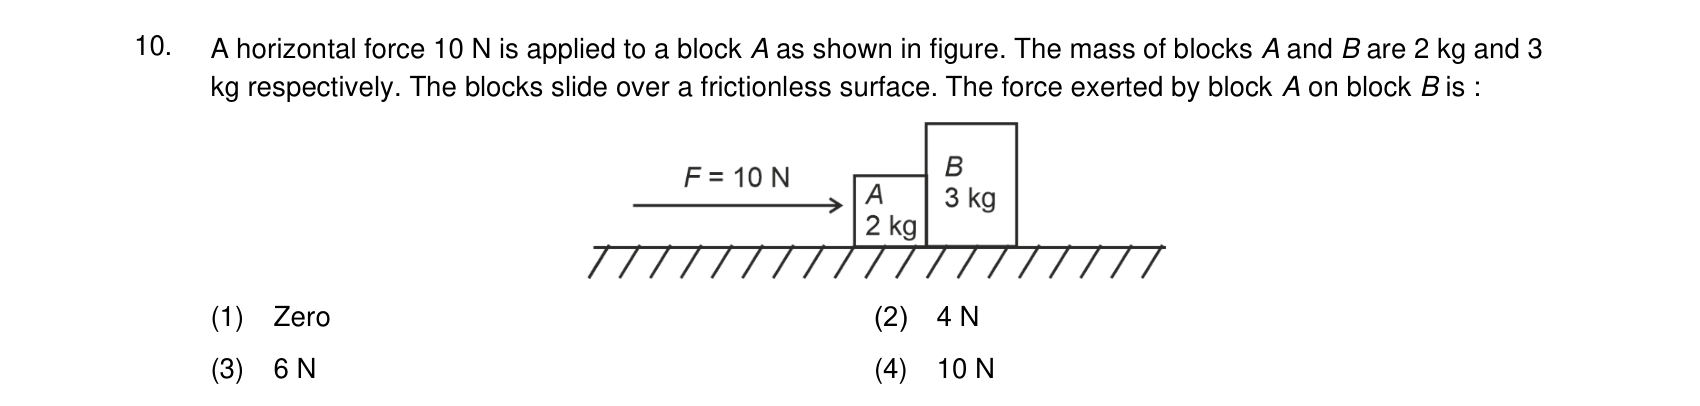 10. A horizontal force 10 N is applied to a block A as shown in figure. The mass of blocks A and B are 2 kg and 3
kg respectively. The blocks slide over a frictionless surface. The force exerted by block A on block B is :
F = 10 N
A
2 kg
B
3 kg
(1) Zero
(2) 4 N
(3) 6 N
(4) 10 N